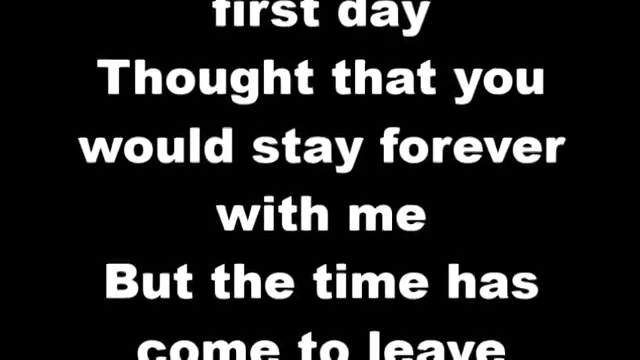 first day
Thought that you
would stay forever
with me
But the time has
come to leave